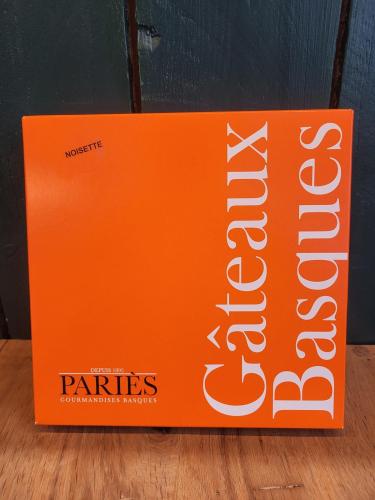 NOISETTE
Gâteaux
Basques
DEPUIS 1895
PARIÈS
GOURMANDISES BASQUES